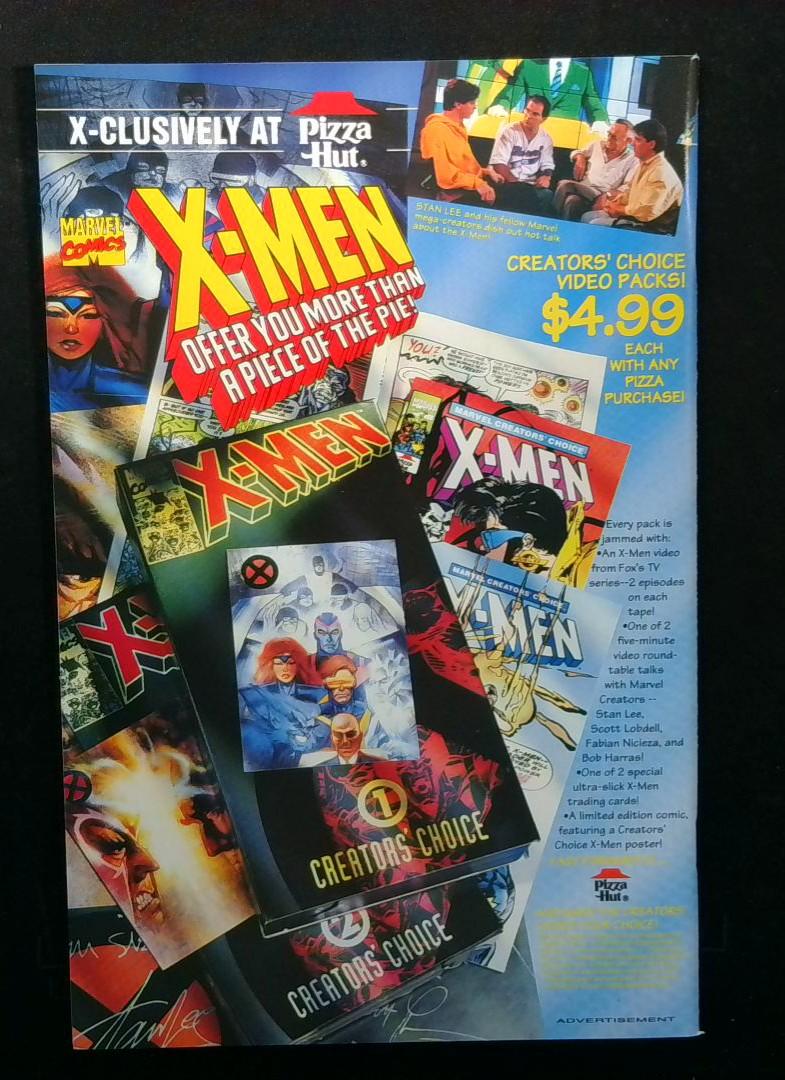 X-CLUSIVELY AT
Pizza
Hut®
STAN LEE and his fellow Marvel
mega-creators dish out hot talk
about the X-Men!
MARVEL
COMICS
X-MEN
OFFER YOU MORE THAN
A PIECE OF THE PIE!
CREATORS' CHOICE
VIDEO PACKS!
$4.99
EACH
WITH ANY
PIZZA
PURCHASE!
YOU?
X-MEN
MARVEL CREATORS' CHOICE
X-MEN
MARVEL CREATORS' CHOICE
X-MEN
Every pack is
jammed with:
•An X-Men video
from Fox's TV
series--2 episodes
on each
tape!
•One of 2
five-minute
video round-
table talks
with Marvel
Creators --
Stan Lee,
Scott Lobdell,
Fabian Nicieza, and
Bob Harras!
•One of 2 special
ultra-slick X-Men
trading cards!
•A limited edition comic,
featuring a Creators'
Choice X-Men poster!
Pizza
Hut®
1
CREATORS' CHOICE
2
CREATORS' CHOICE
Stan Lee
ADVERTISEMENT